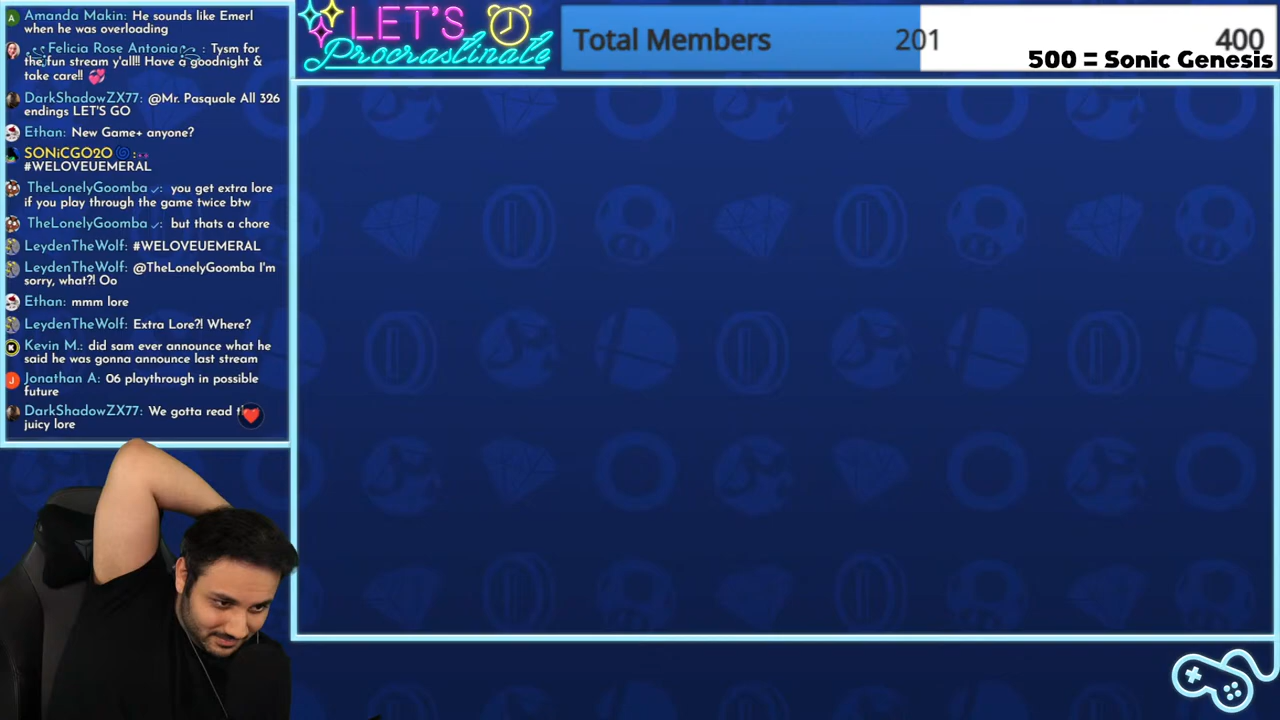 Amanda Makin: He sounds like Emerl
when he was overloading
Felicia Rose Antonia: Tysm for
the fun stream y'all!! Have a goodnight &
take care!! 💕
DarkShadowZX77: @Mr. Pasquale All 326
endings LET'S GO
Ethan: New Game+ anyone?
SONiCGO2O🌀:
#WELOVEUEMERAL
TheLonelyGoomba✓: you get extra lore
if you play through the game twice btw
TheLonelyGoomba✓: but thats a chore
LeydenTheWolf: #WELOVEUEMERAL
LeydenTheWolf: @TheLonelyGoomba I'm
sorry, what?! Oo
Ethan: mmm lore
LeydenTheWolf: Extra Lore?! Where?
Kevin M.: did sam ever announce what he
said he was gonna announce last stream
Jonathan A: 06 playthrough in possible
future
DarkShadowZX77: We gotta read
juicy lore
LET'S
Procrastinate
Total Members 201 400
500 = Sonic Genesis